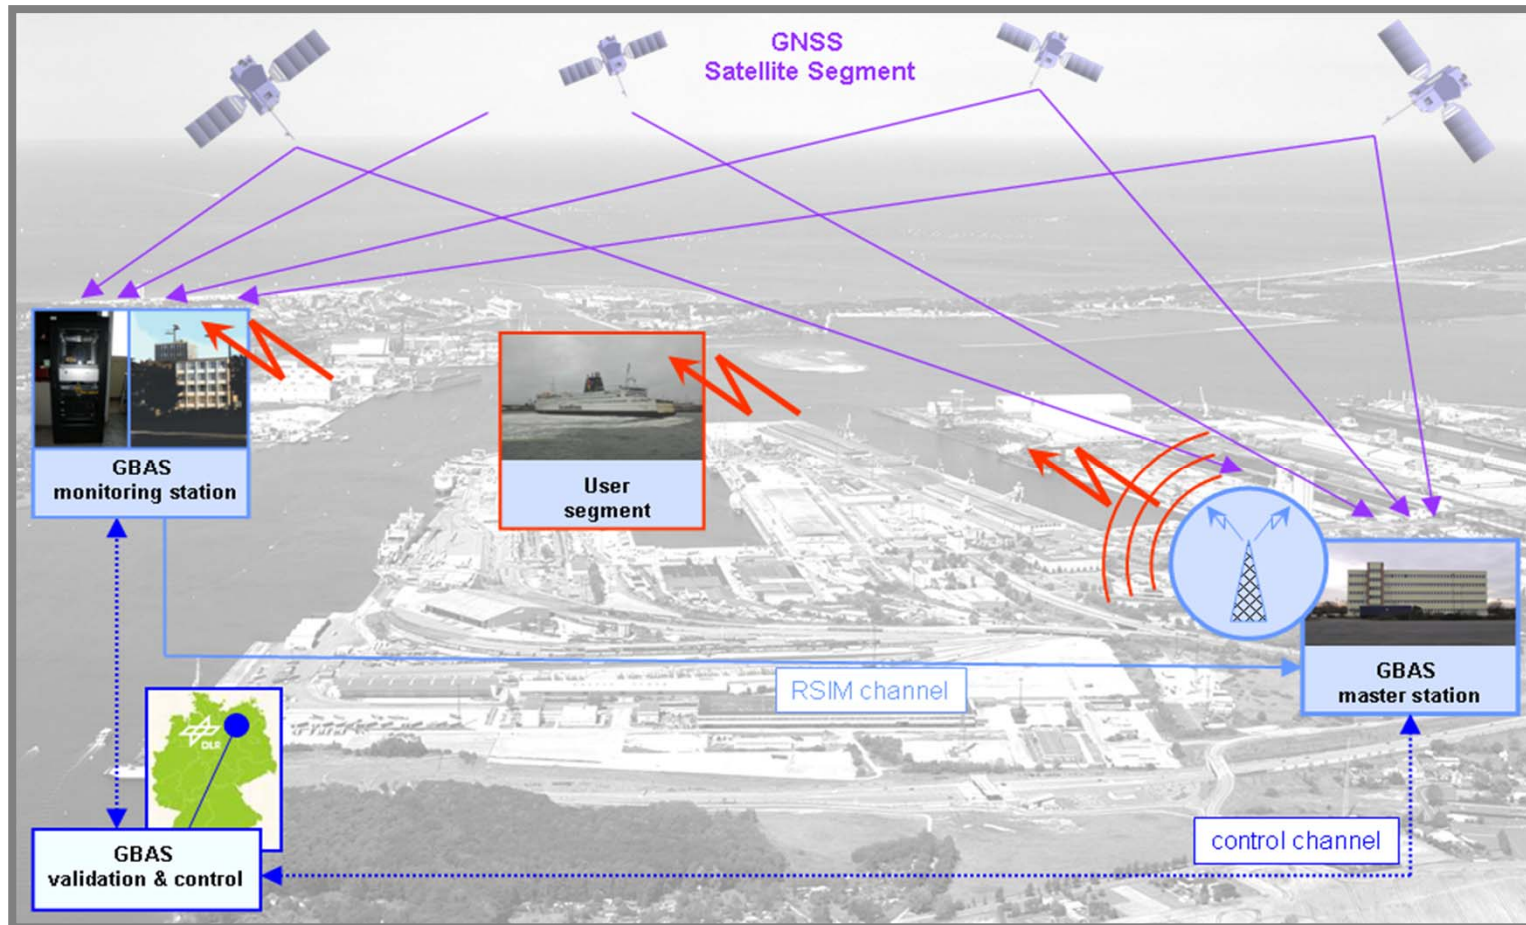 GNSS
Satellite Segment
GBAS
monitoring station
User
segment
GBAS
master station
RSIM channel
DLR
control channel
GBAS
validation & control